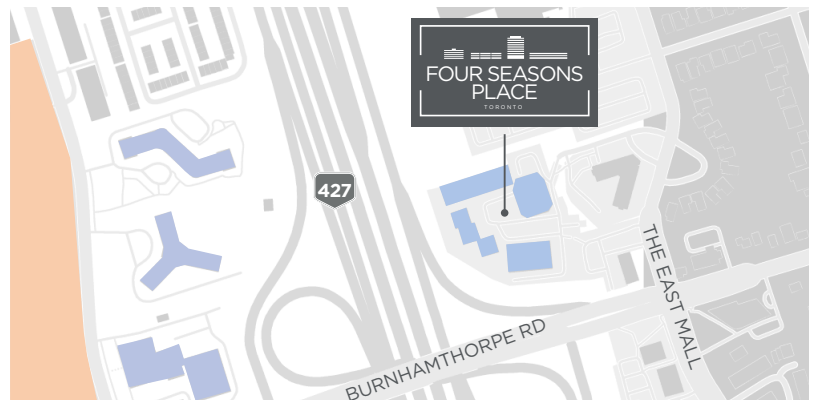 FOUR SEASONS
PLACE
TORONTO
427
THE EAST MALL
BURNHAMTHORPE RD